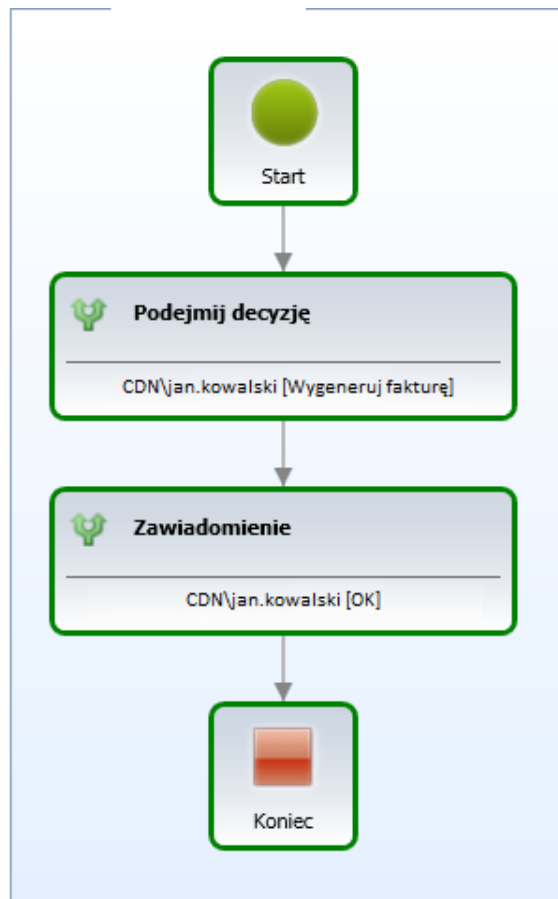 Start
Podejmij decyzję
CDN\jan.kowalski [Wygeneruj fakturę]
Zawiadomienie
CDN\jan.kowalski [OK]
Koniec